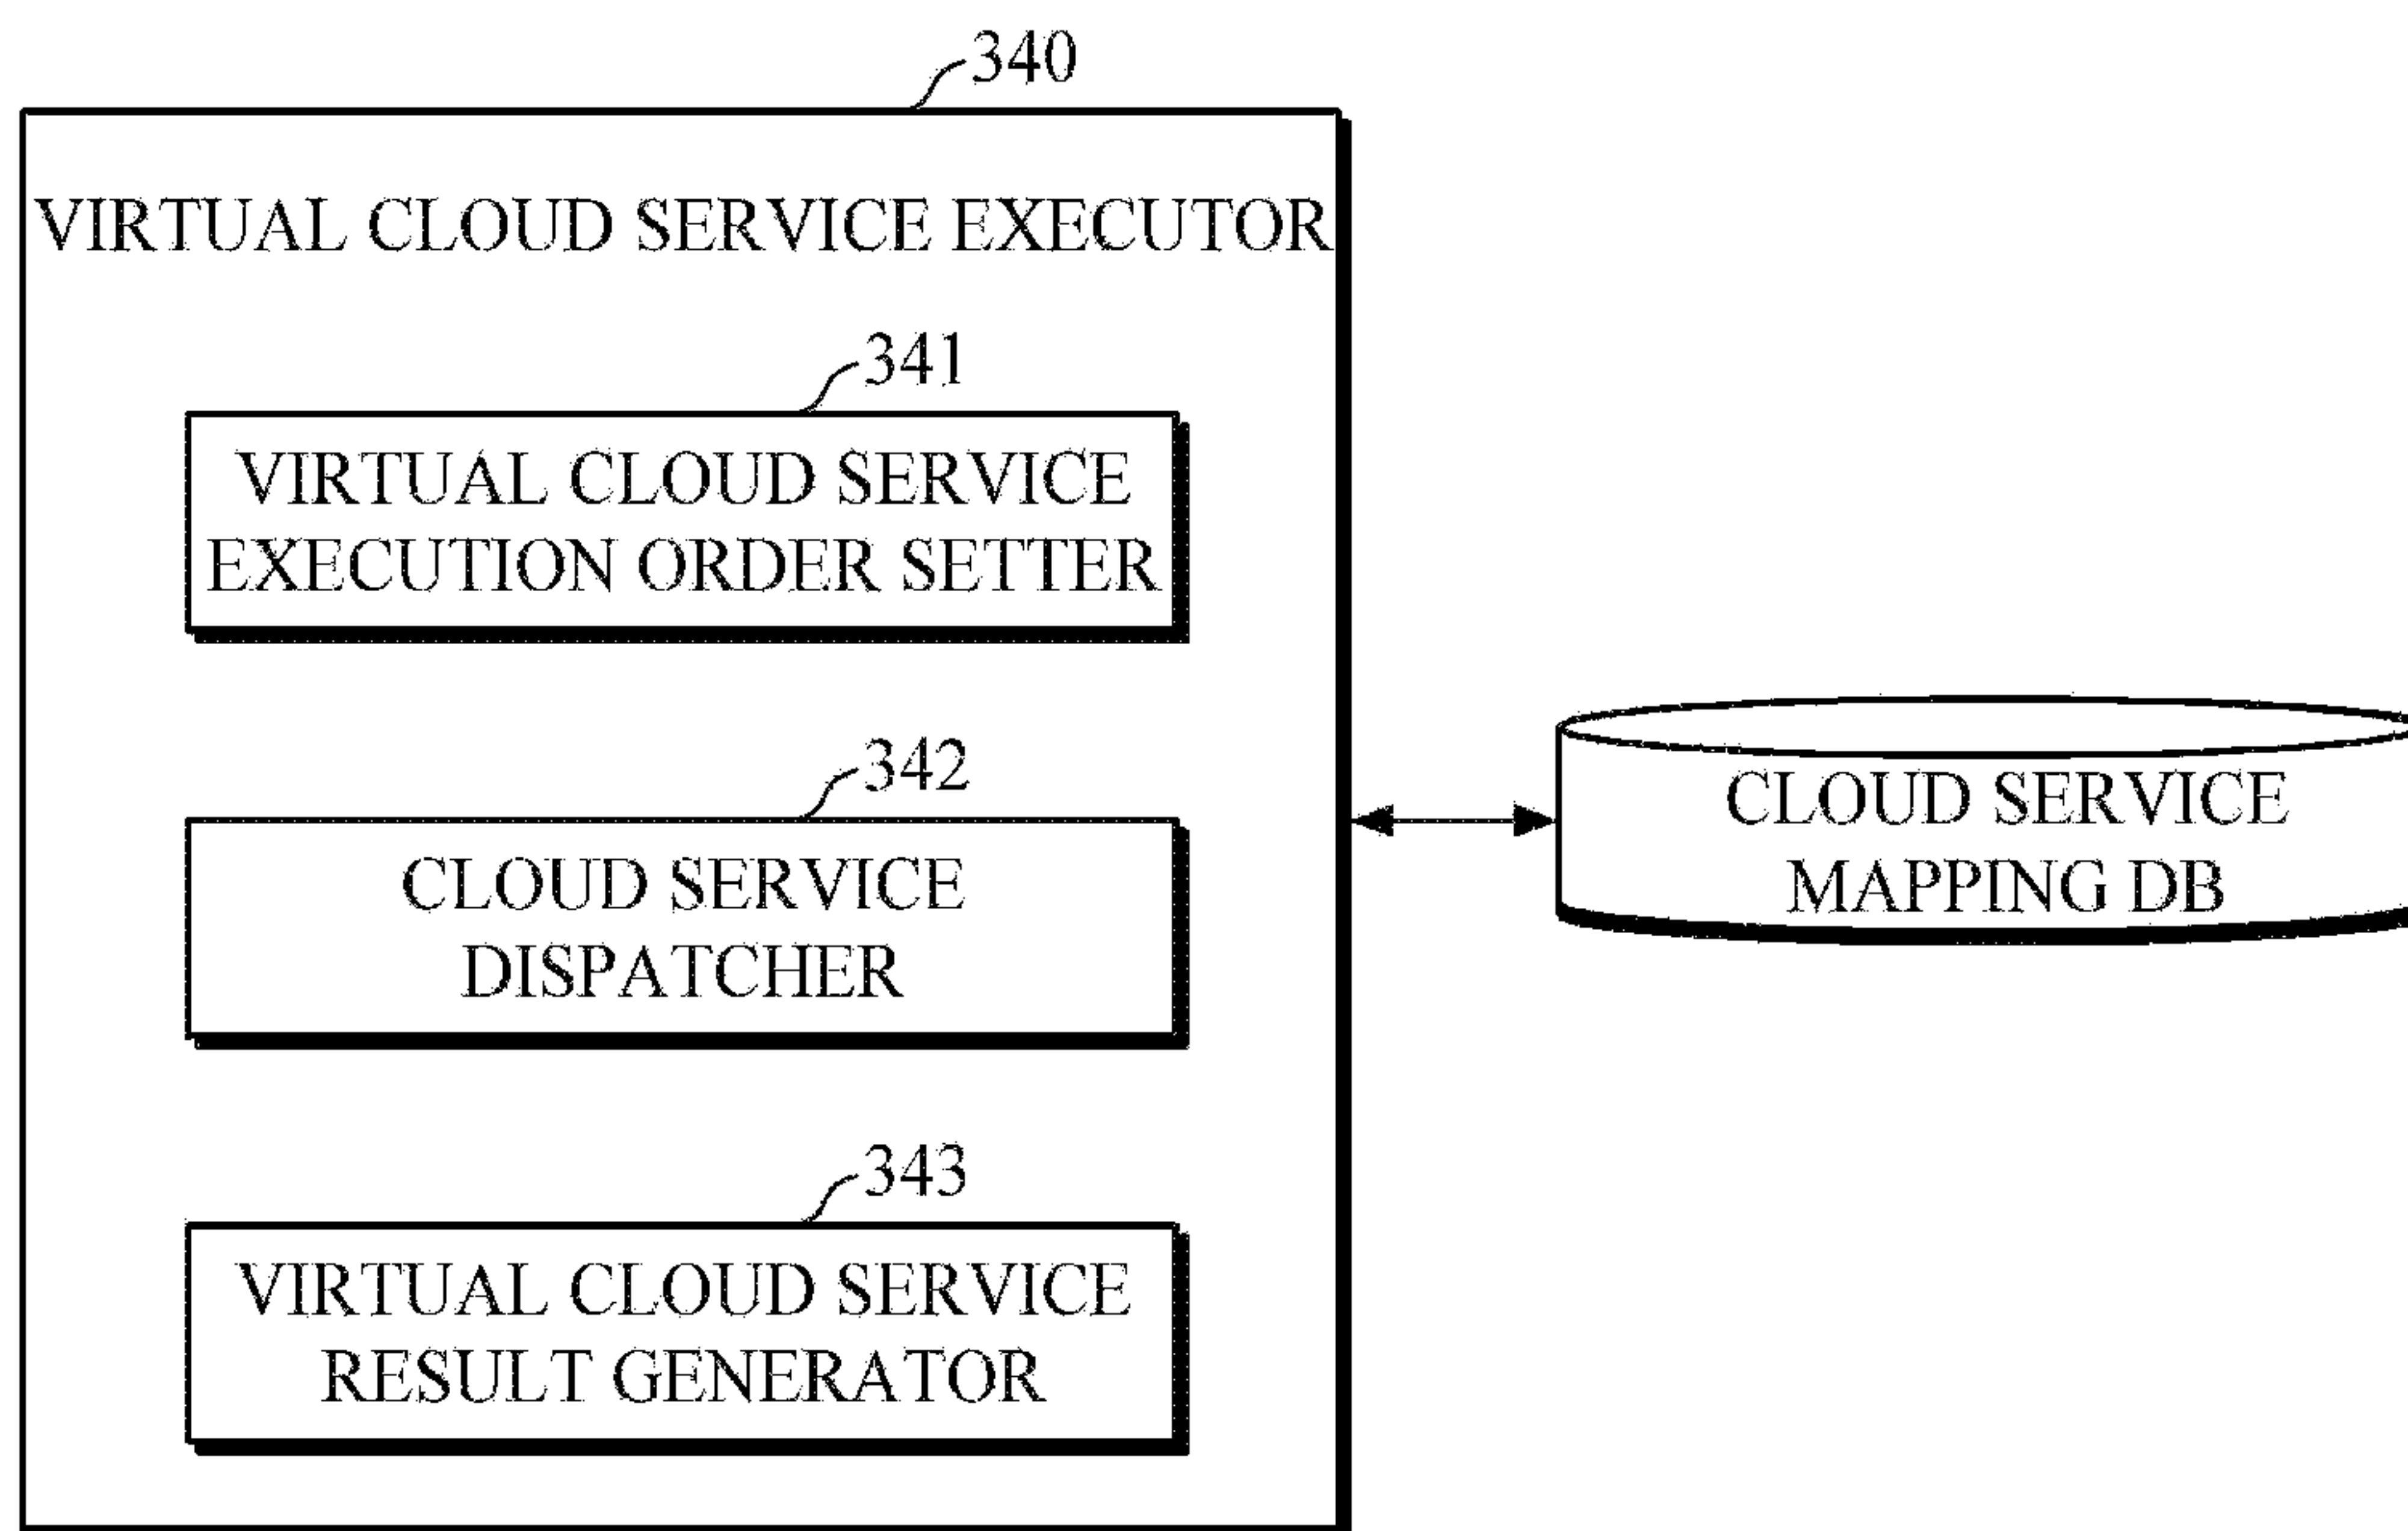 340
VIRTUAL CLOUD SERVICE EXECUTOR
341
VIRTUAL CLOUD SERVICE
EXECUTION ORDER SETTER
342
CLOUD SERVICE
DISPATCHER
343
VIRTUAL CLOUD SERVICE
RESULT GENERATOR
CLOUD SERVICE
MAPPING DB